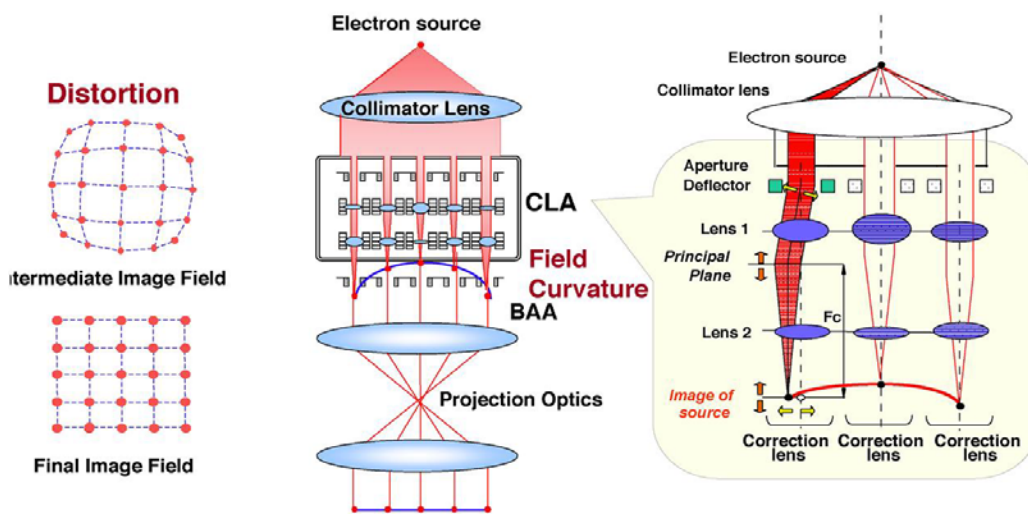 Distortion
ntermediate Image Field
Final Image Field
Electron source
Collimator Lens
CLA
Field
Curvature
BAA
Projection Optics
Electron source
Collimator lens
Aperture
Deflector
Lens 1
Principal
Plane
Fc
Lens 2
Image of
source
Correction
lens
Correction
lens
Correction
lens